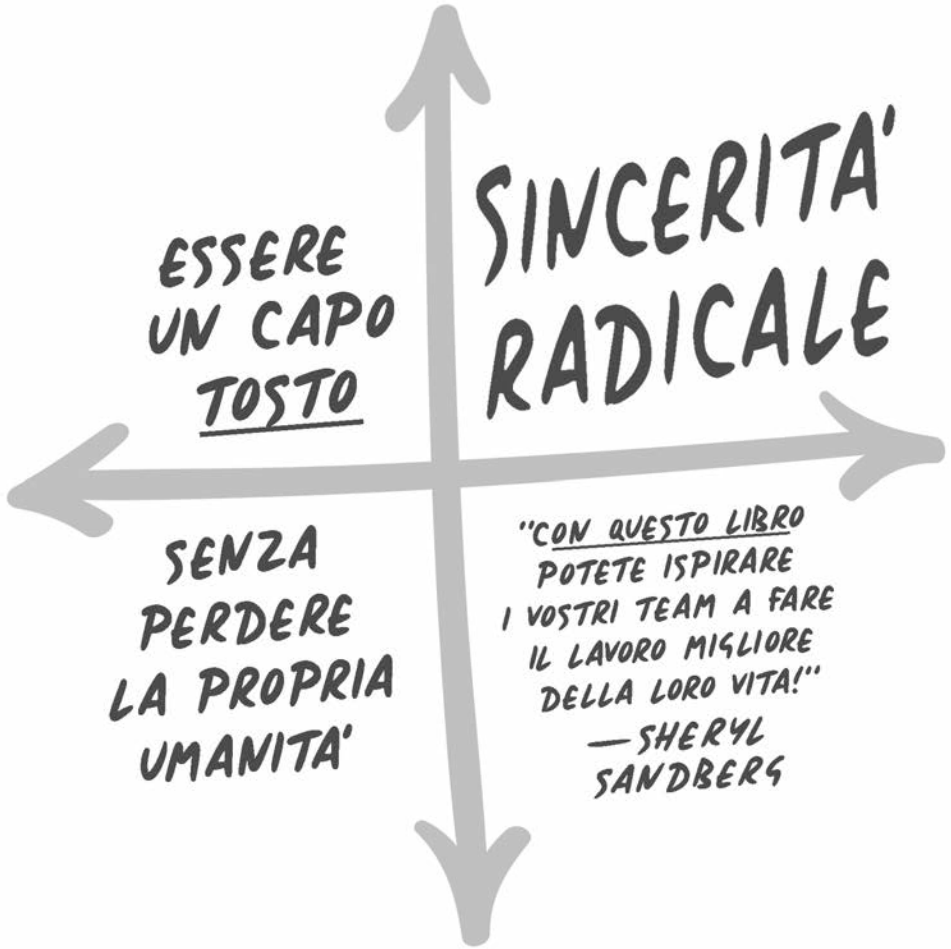 SINCERITA'
RADICALE
ESSERE
UN CAPO
TOSTO
SENZA
PERDERE
LA PROPRIA
UMANITA'
"CON QUESTO LIBRO
POTETE ISPIRARE
I VOSTRI TEAM A FARE
IL LAVORO MIGLIORE
DELLA LORO VITA!"
—SHERYL
SANDBERG